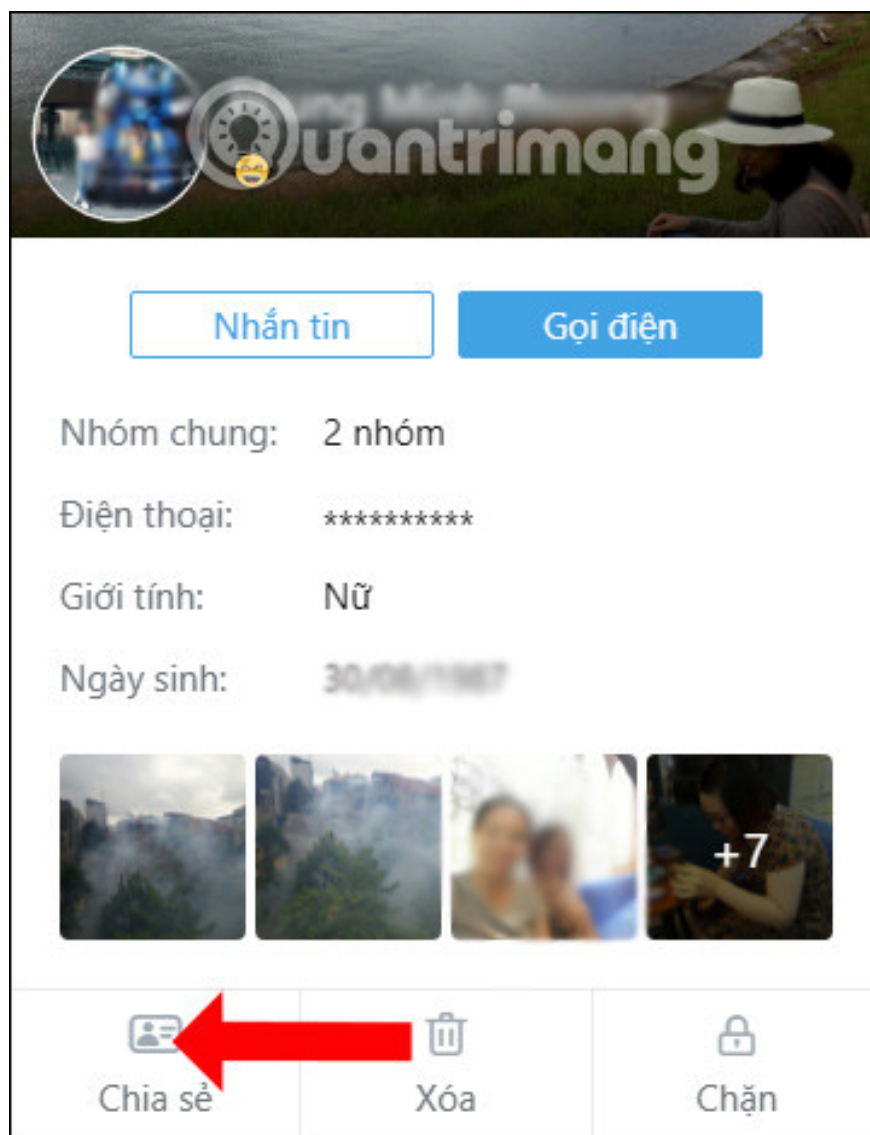 uantrimang
Nhắn tin
Gọi điện
Nhóm chung: 2 nhóm
Điện thoại: **********
Giới tính: Nữ
Ngày sinh:
+7
Chia sẻ
Xóa
Chặn